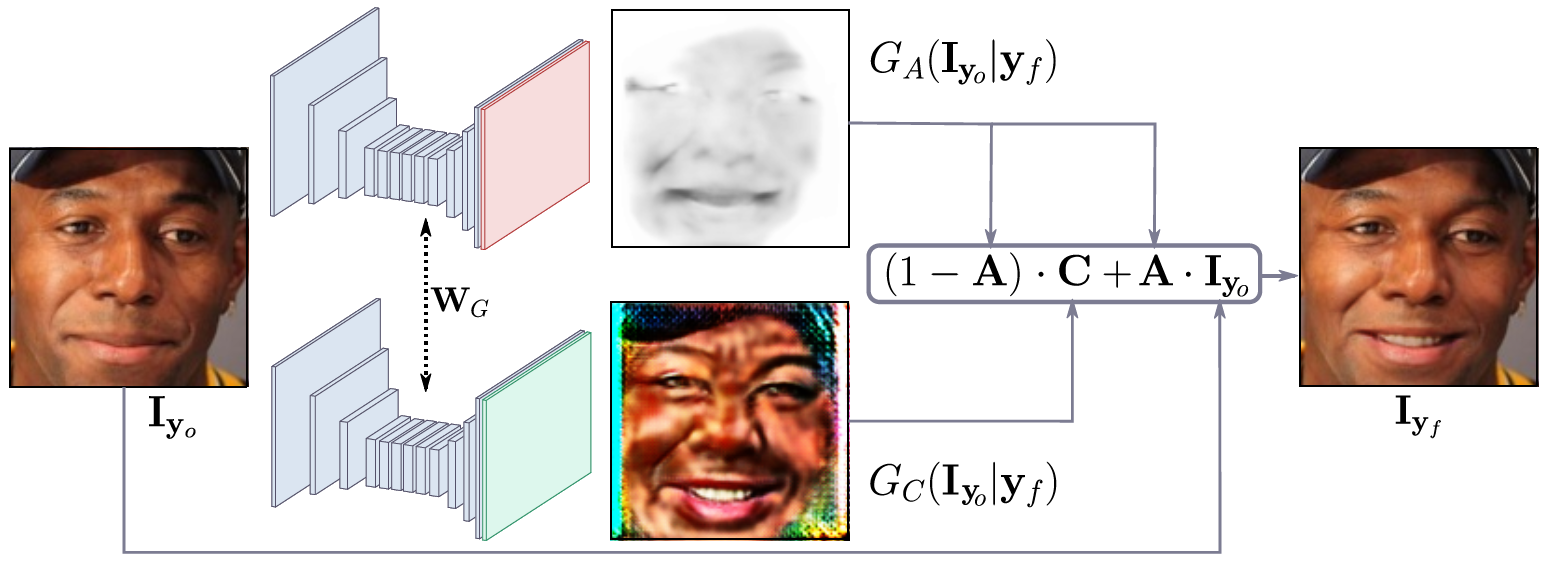 G_A(I_{y_o}|y_f)
(1 − A) · C + A · I_{y_o}
W_G
I_{y_o}
I_{y_f}
G_C(I_{y_o}|y_f)